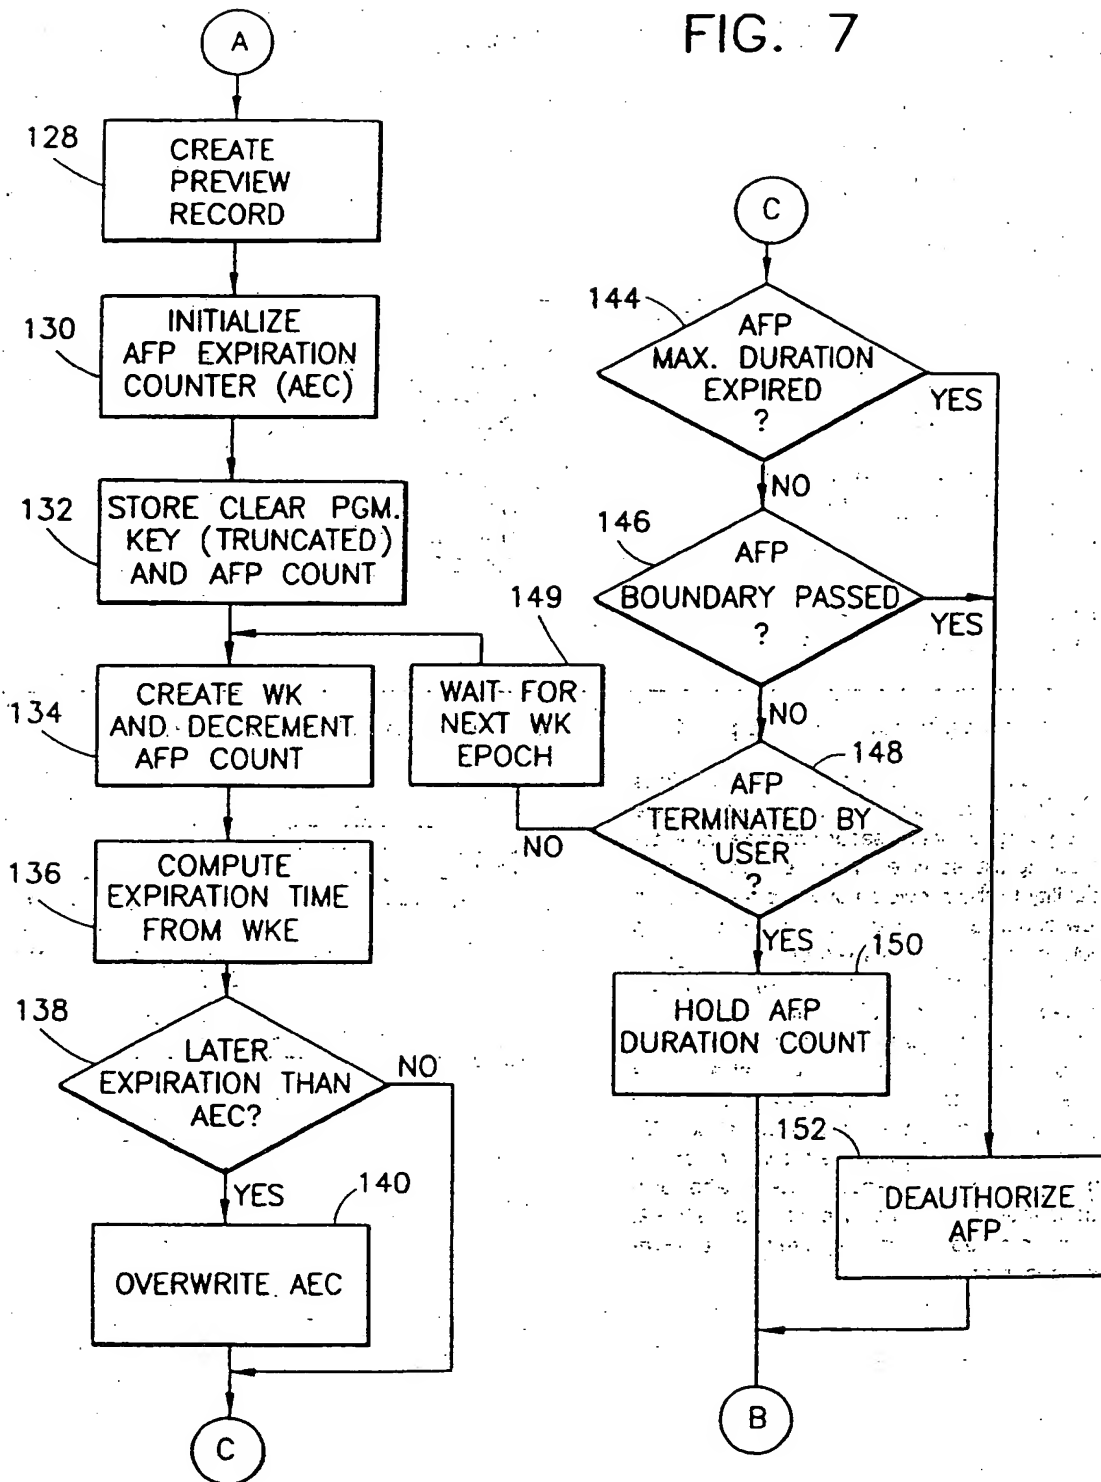 FIG. 7
A
128
CREATE
PREVIEW
RECORD
130
INITIALIZE
AFP EXPIRATION
COUNTER (AEC)
132
STORE CLEAR PGM.
KEY (TRUNCATED)
AND AFP COUNT
134
CREATE WK
AND DECREMENT
AFP COUNT
136
COMPUTE
EXPIRATION TIME
FROM WKE
138
LATER
EXPIRATION THAN
AEC?
NO
YES
140
OVERWRITE AEC
C
C
144
AFP
MAX. DURATION
EXPIRED
?
YES
NO
146
AFP
BOUNDARY PASSED
?
YES
NO
149
WAIT FOR
NEXT WK
EPOCH
148
AFP
TERMINATED BY
USER
?
NO
YES
150
HOLD AFP
DURATION COUNT
152
DEAUTHORIZE
AFP
B